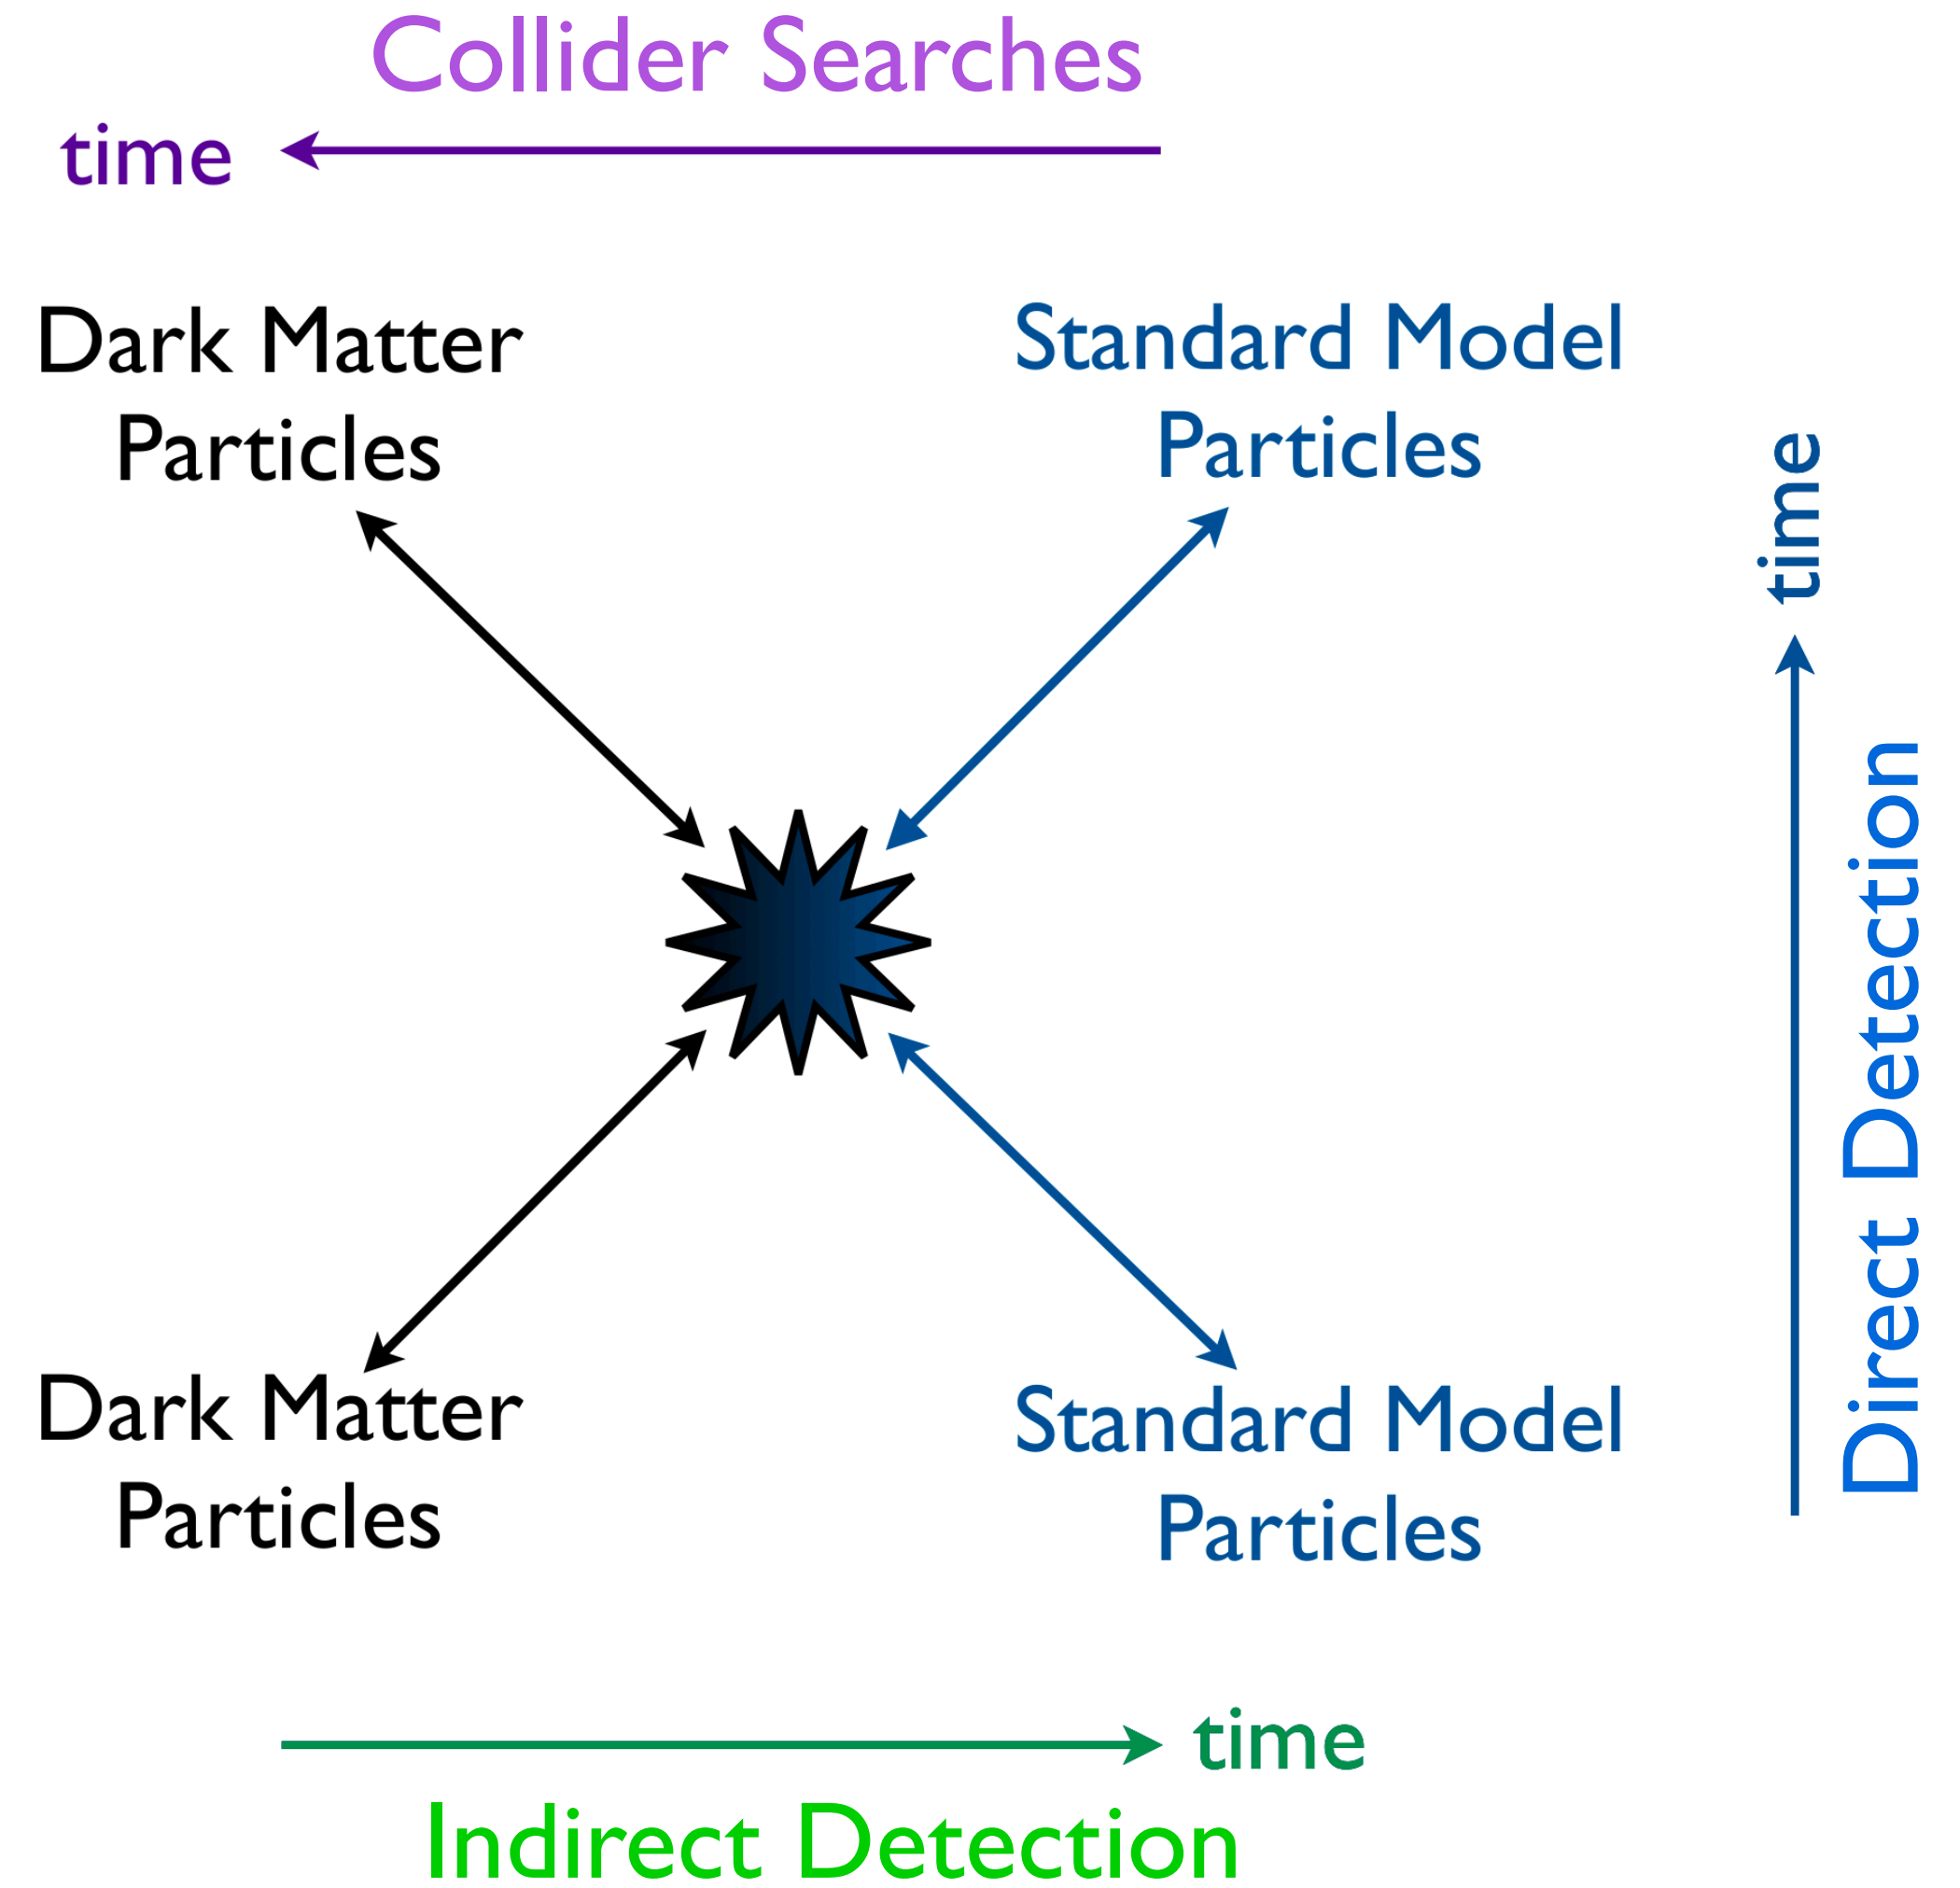 Collider Searches
time
Dark Matter
Particles
Standard Model
Particles
time
Direct Detection
Dark Matter
Particles
Standard Model
Particles
time
Indirect Detection